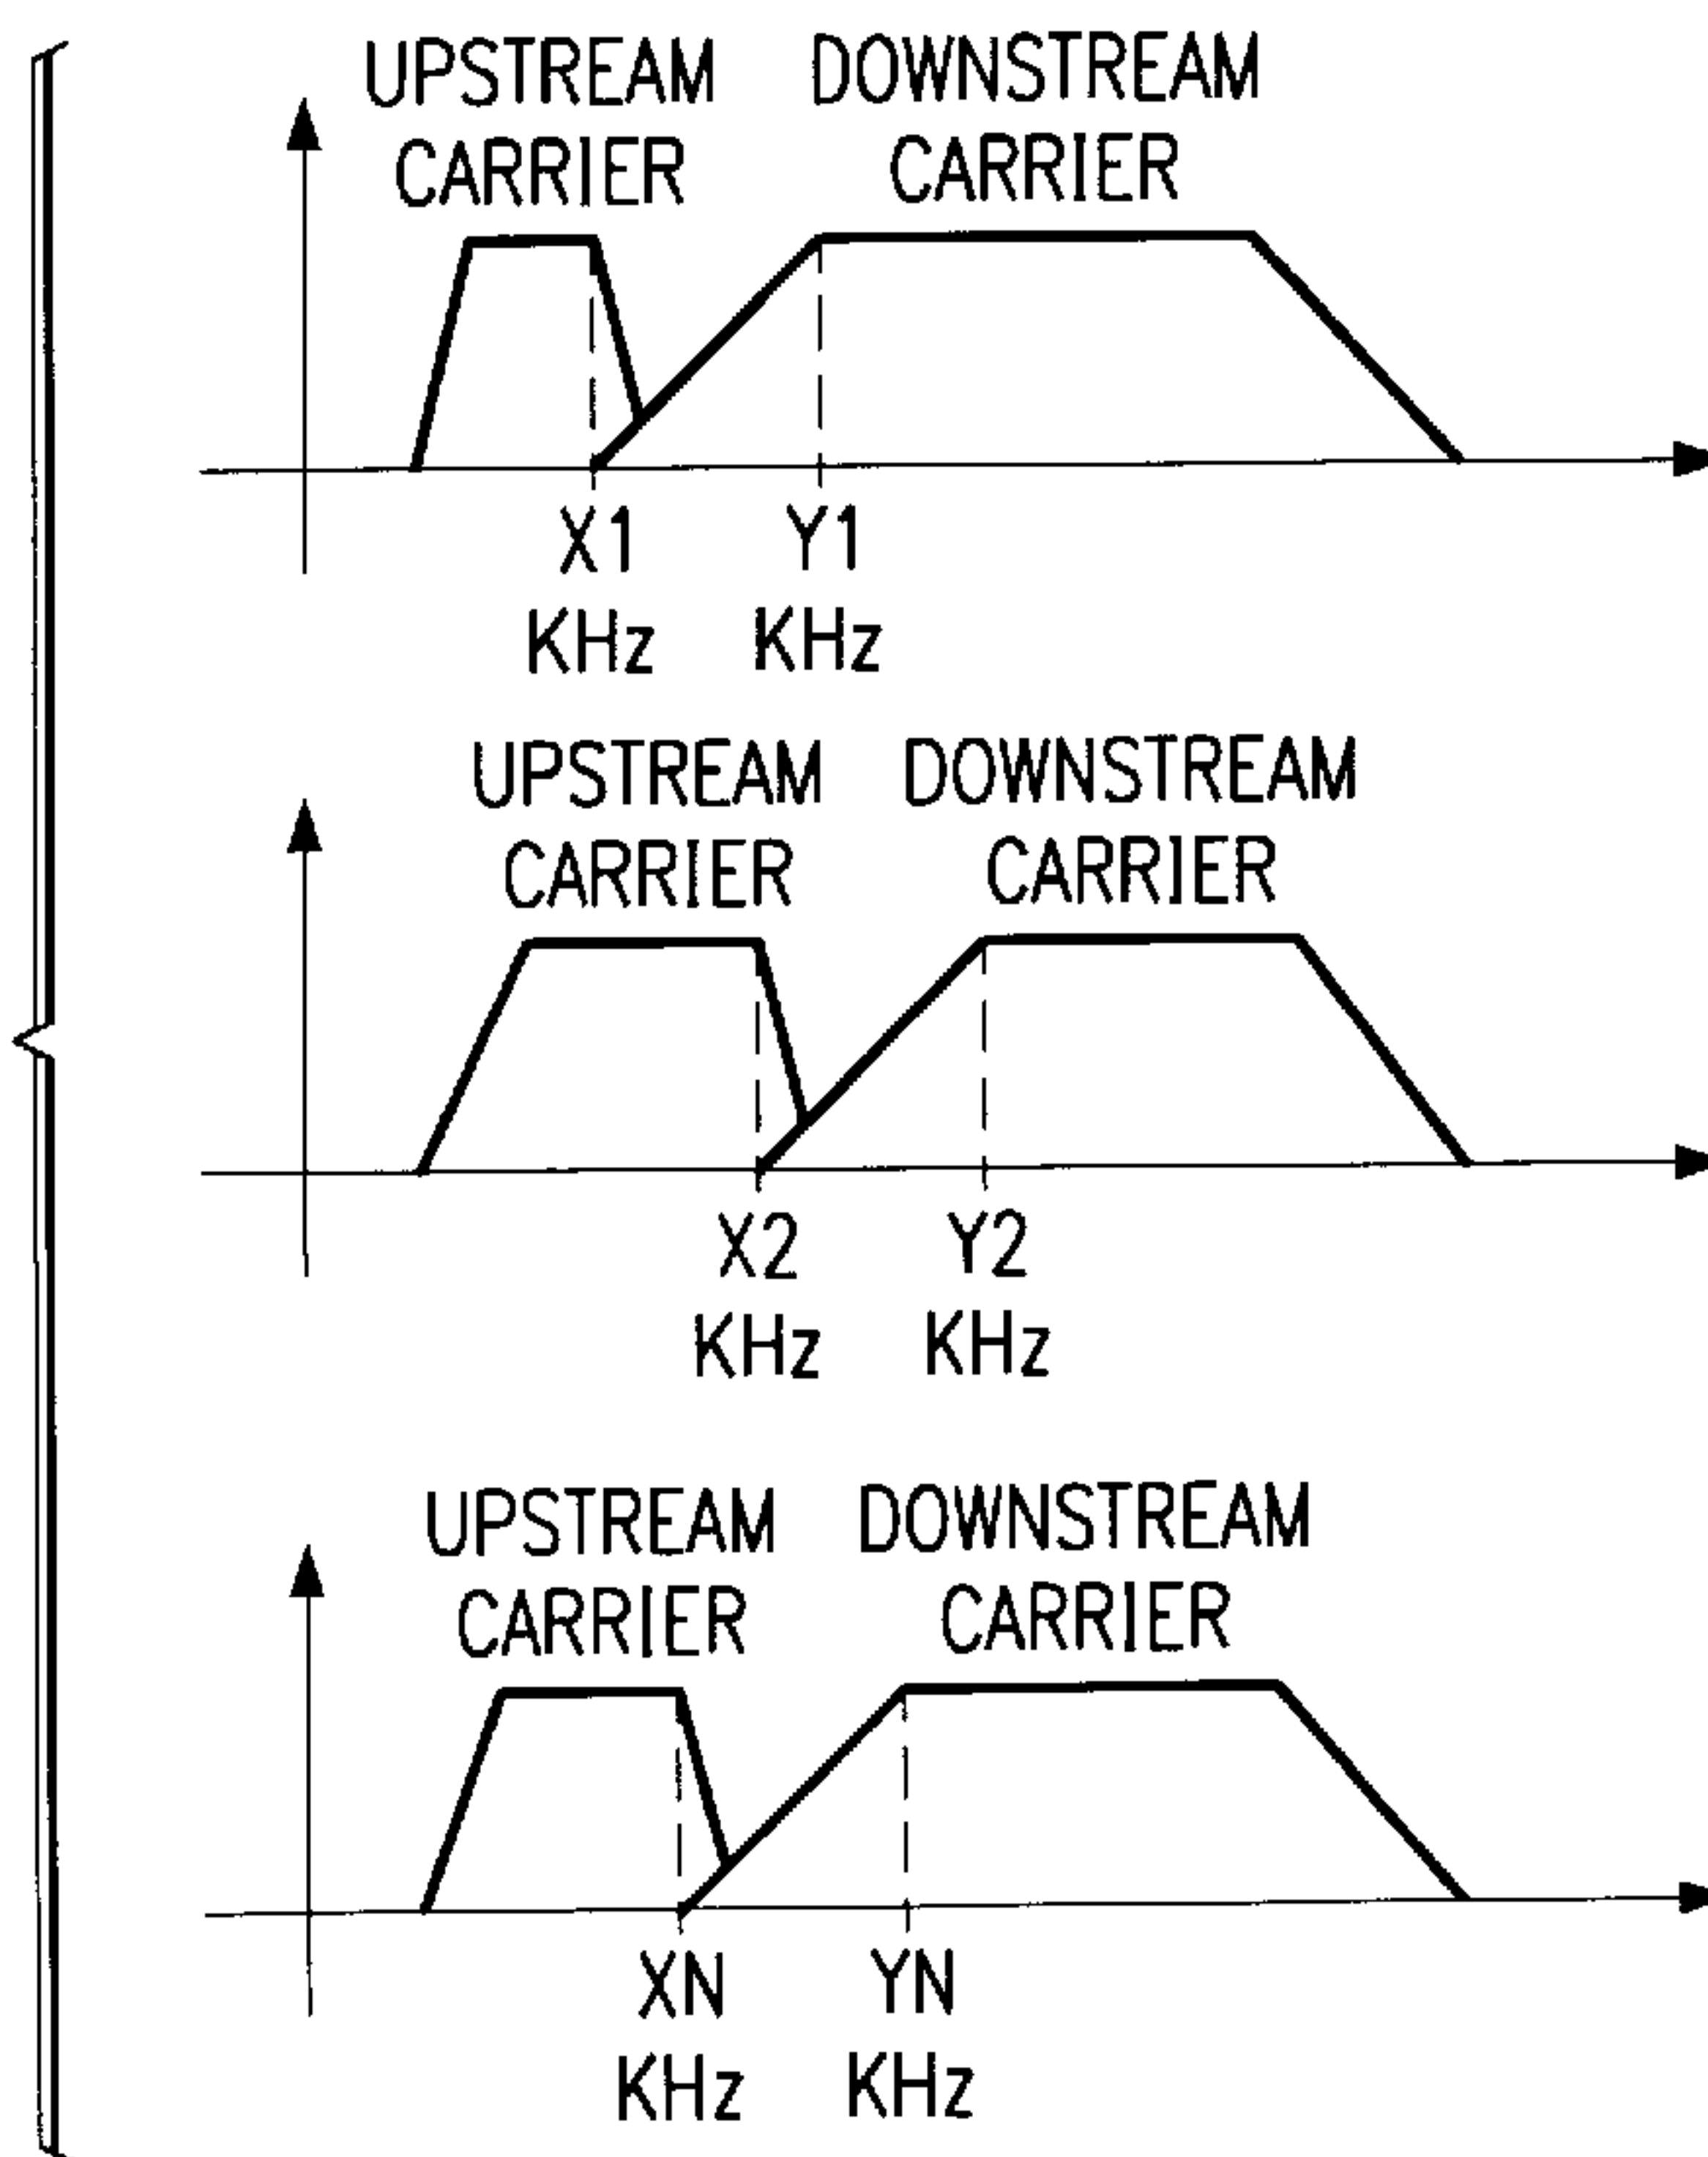 UPSTREAM DOWNSTREAM
CARRIER CARRIER
X1 Y1
KHz KHz
UPSTREAM DOWNSTREAM
CARRIER CARRIER
X2 Y2
KHz KHz
UPSTREAM DOWNSTREAM
CARRIER CARRIER
XN YN
KHz KHz